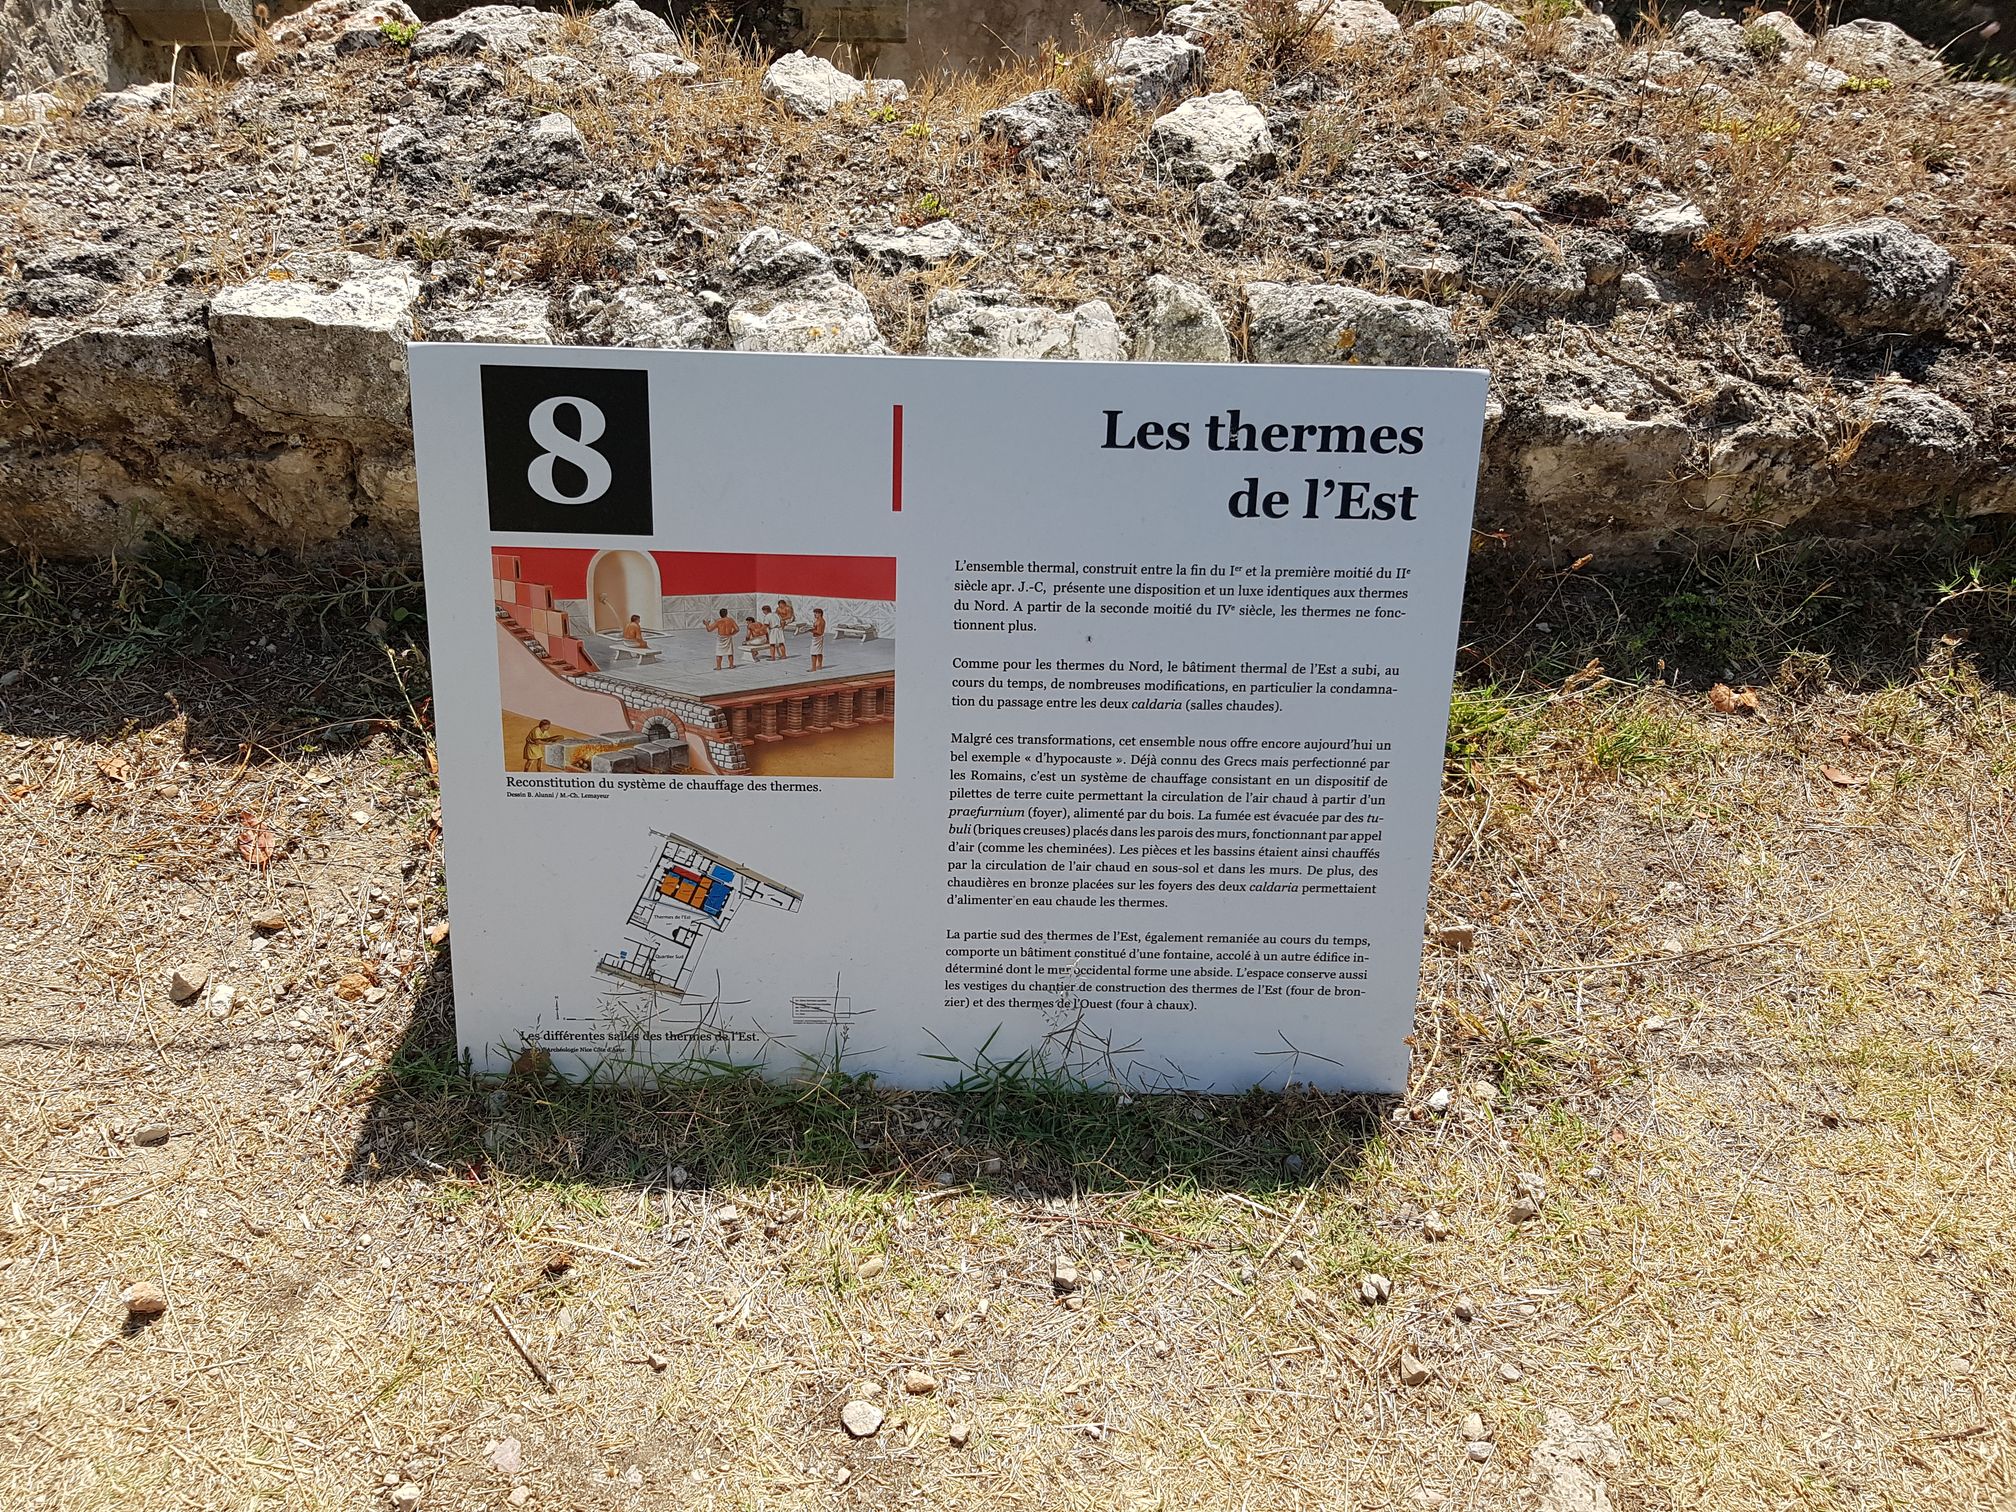 8
Les thermes
de l'Est
Reconstitution du système de chauffage des thermes.
Dessin B. Alunni / M.-Ch. Lemayeur
Thermes de l'Est
Quartier Sud
Les différentes salles des thermes de l'Est.
d'Archéologie Nice Côte d'Azur.
L'ensemble thermal, construit entre la fin du Ier et la première moitié du IIe
siècle apr. J.-C, présente une disposition et un luxe identiques aux thermes
du Nord. A partir de la seconde moitié du IVe siècle, les thermes ne fonc-
tionnent plus.
Comme pour les thermes du Nord, le bâtiment thermal de l'Est a subi, au
cours du temps, de nombreuses modifications, en particulier la condamna-
tion du passage entre les deux caldaria (salles chaudes).
Malgré ces transformations, cet ensemble nous offre encore aujourd'hui un
bel exemple « d'hypocauste ». Déjà connu des Grecs mais perfectionné par
les Romains, c'est un système de chauffage consistant en un dispositif de
pilettes de terre cuite permettant la circulation de l'air chaud à partir d'un
praefurnium (foyer), alimenté par du bois. La fumée est évacuée par des tu-
buli (briques creuses) placés dans les parois des murs, fonctionnant par appel
d'air (comme les cheminées). Les pièces et les bassins étaient ainsi chauffés
par la circulation de l'air chaud en sous-sol et dans les murs. De plus, des
chaudières en bronze placées sur les foyers des deux caldaria permettaient
d'alimenter en eau chaude les thermes.
La partie sud des thermes de l'Est, également remaniée au cours du temps,
comporte un bâtiment constitué d'une fontaine, accolé à un autre édifice in-
déterminé dont le mur occidental forme une abside. L'espace conserve aussi
les vestiges du chantier de construction des thermes de l'Est (four de bron-
zier) et des thermes de l'Ouest (four à chaux).